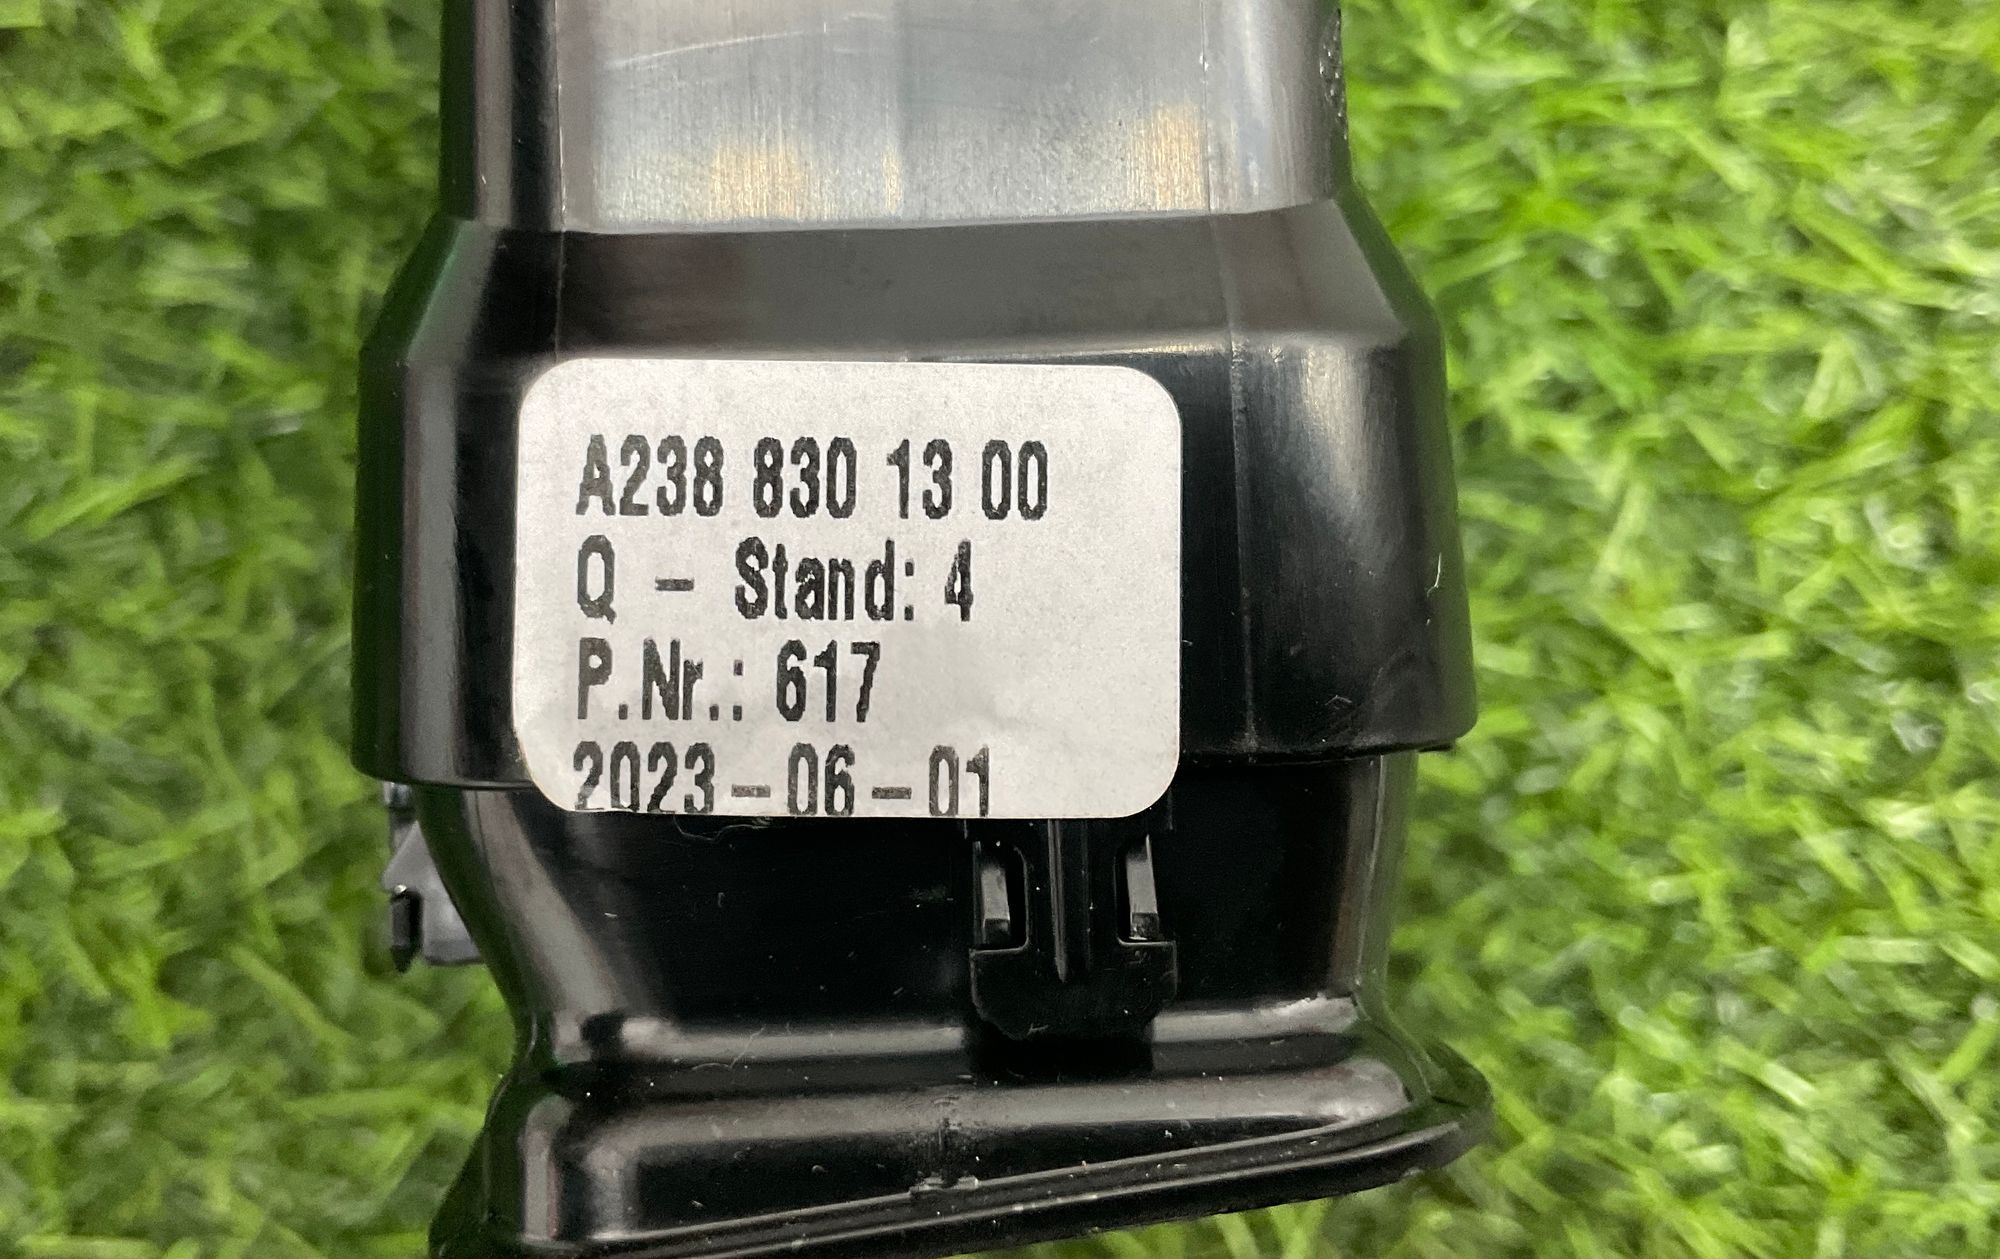 A238 830 13 00
Q - Stand: 4
P.Nr.: 617
2023-06-01